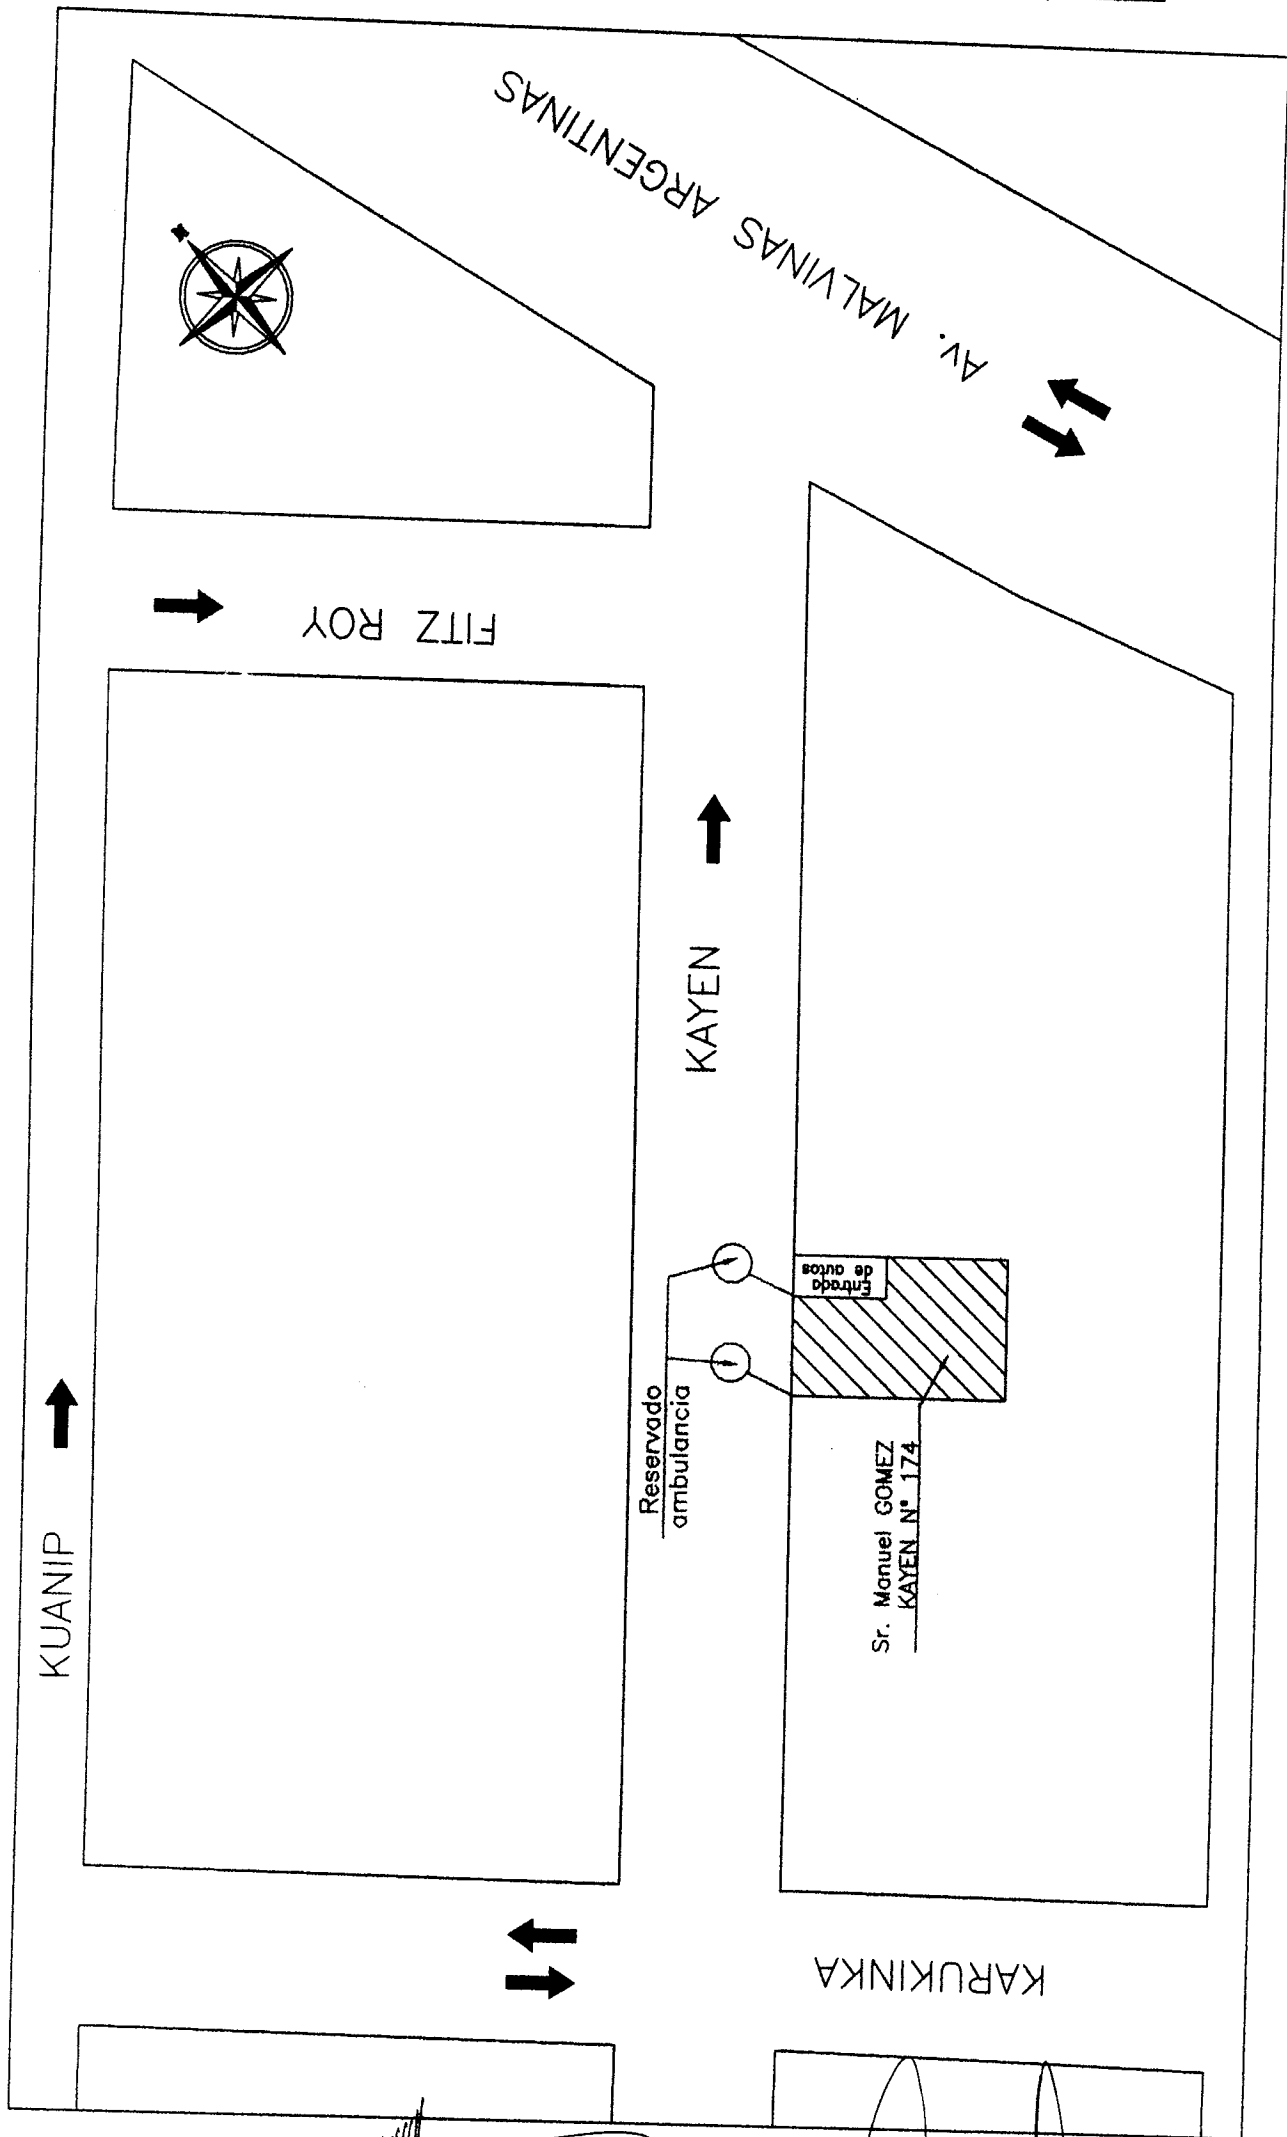 AV. MALVINAS ARGENTINAS
FITZ ROY
KAYEN
KUANIP
Entrada
de autos
Reservado
ambulancia
Sr. Manuel GOMEZ
KAYEN N° 174
KARUKINKA